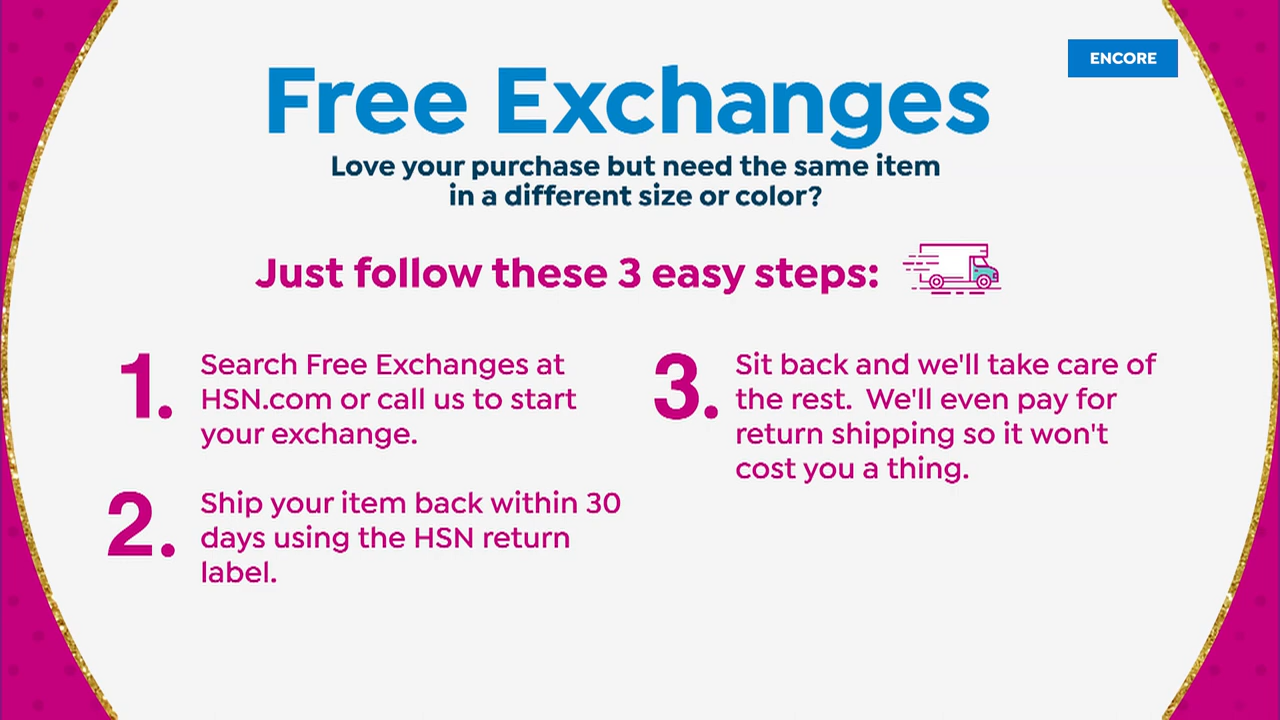 ENCORE
Free Exchanges
Love your purchase but need the same item
in a different size or color?
Just follow these 3 easy steps:
1. Search Free Exchanges at
HSN.com or call us to start
your exchange.
2. Ship your item back within 30
days using the HSN return
label.
3. Sit back and we'll take care of
the rest.  We'll even pay for
return shipping so it won't
cost you a thing.